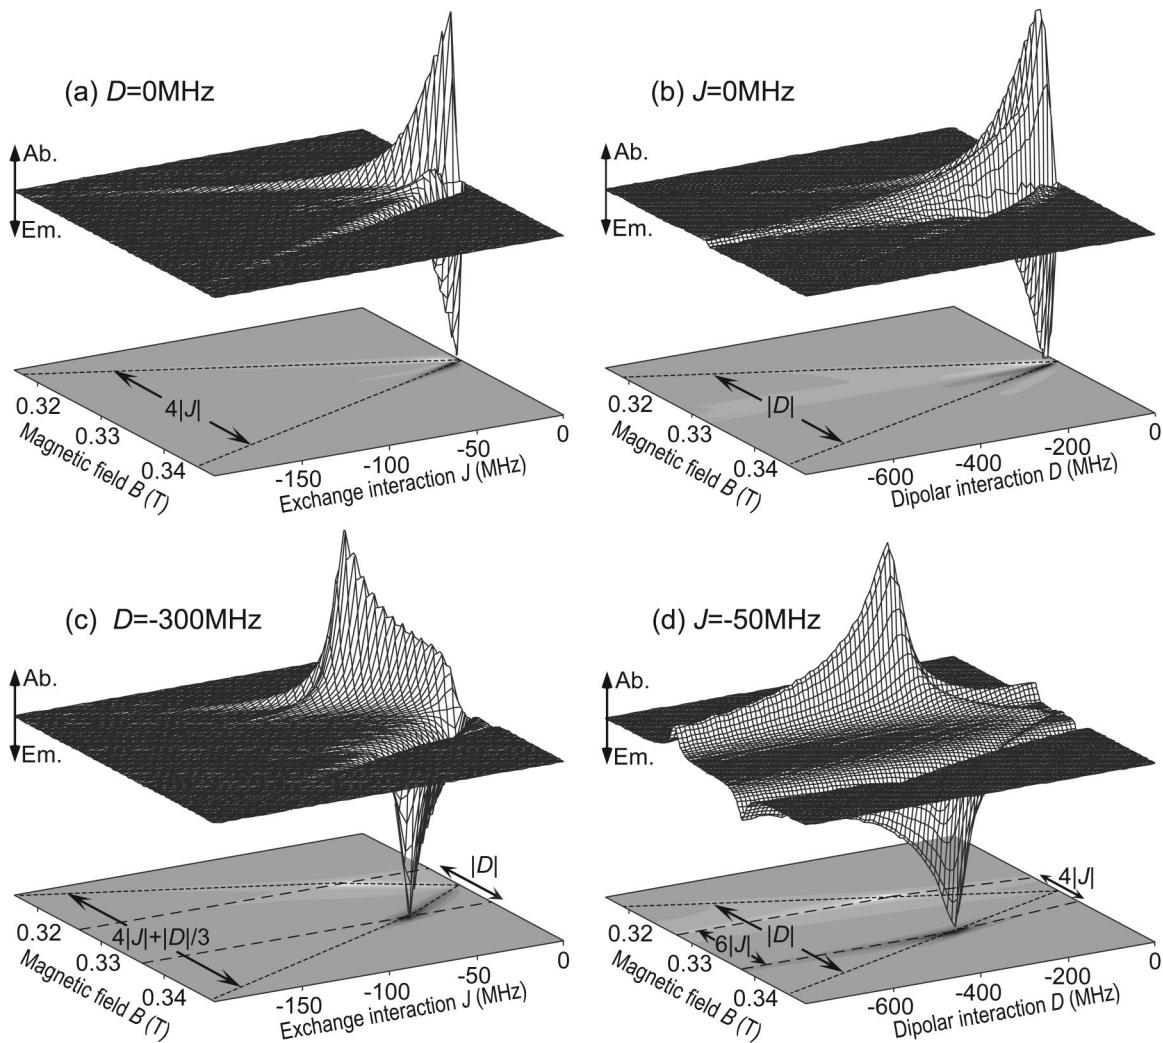 (a) D=0MHz
Ab.
Em.
4|J|
0.32
0.33
0.34
Magnetic field B (T)
-150
-100
-50
0
Exchange interaction J (MHz)
(b) J=0MHz
Ab.
Em.
|D|
0.32
0.33
0.34
Magnetic field B (T)
-600
-400
-200
0
Dipolar interaction D (MHz)
(c) D=-300MHz
Ab.
Em.
|D|
4|J|+|D|/3
0.32
0.33
0.34
Magnetic field B (T)
-150
-100
-50
0
Exchange interaction J (MHz)
(d) J=-50MHz
Ab.
Em.
4|J|
6|J|
|D|
0.32
0.33
0.34
Magnetic field B (T)
-600
-400
-200
0
Dipolar interaction D (MHz)